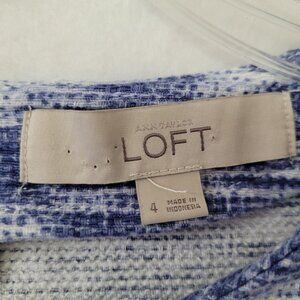 ANN TAYLOR
LOFT
4
MADE IN
INDONESIA